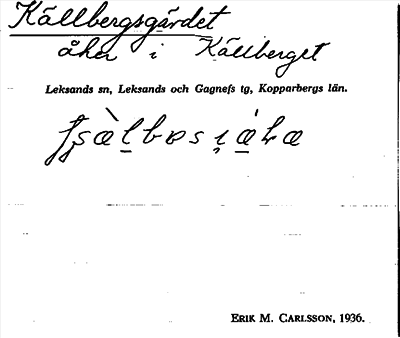 Källbergsgärdet
åker i Källberget
Leksands sn, Leksands och Gagnefs tg, Kopparbergs län.
ERIK M. CARLSSON, 1936.